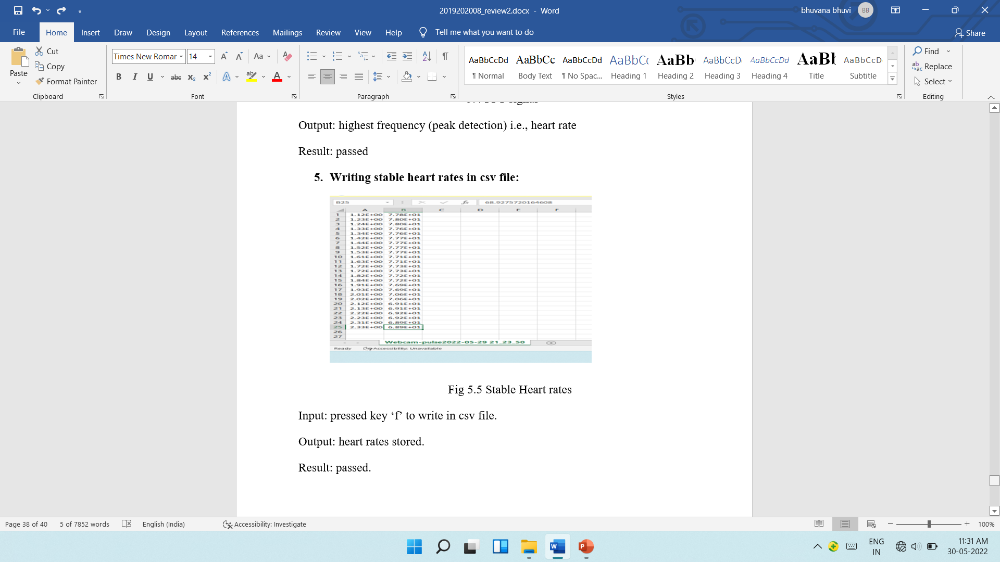 2019202008_review2.docx - Word
bhuvana bhuvi BB
File Home Insert Draw Design Layout References Mailings Review View Help Tell me what you want to do Share
Paste
Cut
Copy
Format Painter
Clipboard
Times New Roman 14
Font
Paragraph
AaBbCcDd AaBbCc AaBbCcDd AaBbCc AaBb AaBbCcD AaBbCcDd AaBb AaBbCcD
¶ Normal Body Text ¶ No Spac... Heading 1 Heading 2 Heading 3 Heading 4 Title Subtitle
Styles
Find
Replace
Select
Editing
Output: highest frequency (peak detection) i.e., heart rate
Result: passed
5. Writing stable heart rates in csv file:
B25 fx 68.9275720164608
A B C D E F
1 1.12E+00 7.78E+01
2 1.23E+00 7.80E+01
3 1.24E+00 7.80E+01
4 1.33E+00 7.76E+01
5 1.34E+00 7.76E+01
6 1.42E+00 7.77E+01
7 1.44E+00 7.77E+01
8 1.52E+00 7.77E+01
9 1.53E+00 7.77E+01
10 1.61E+00 7.71E+01
11 1.63E+00 7.71E+01
12 1.72E+00 7.73E+01
13 1.72E+00 7.73E+01
14 1.82E+00 7.72E+01
15 1.84E+00 7.72E+01
16 1.91E+00 7.69E+01
17 1.93E+00 7.69E+01
18 2.01E+00 7.06E+01
19 2.02E+00 7.06E+01
20 2.12E+00 6.91E+01
21 2.13E+00 6.91E+01
22 2.22E+00 6.92E+01
23 2.23E+00 6.92E+01
24 2.31E+00 6.89E+01
25 2.33E+00 6.89E+01
26
27
Webcam-pulse2022-05-29 21_23_50
Ready Accessibility: Unavailable
Fig 5.5 Stable Heart rates
Input: pressed key ‘f’ to write in csv file.
Output: heart rates stored.
Result: passed.
Page 38 of 40 5 of 7852 words English (India) Accessibility: Investigate 100%
ENG
IN
11:31 AM
30-05-2022